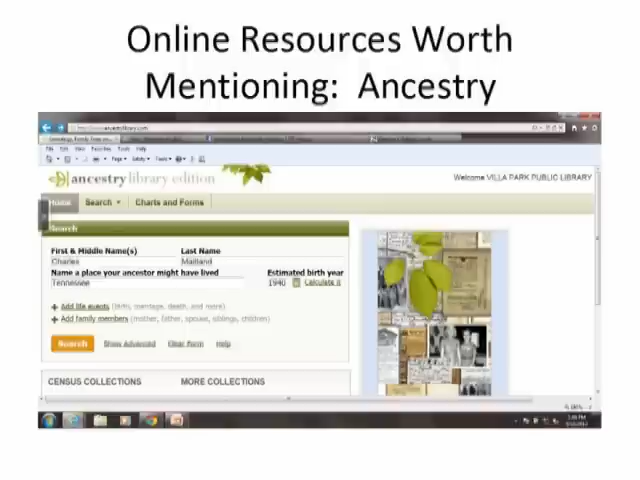 Online Resources Worth
Mentioning: Ancestry
ancestry library edition
Welcome VILLA PARK PUBLIC LIBRARY
Home Search Charts and Forms
Search
First & Middle Name(s) Last Name
Charles Maitland
Name a place your ancestor might have lived Estimated birth year
Tennessee 1940 Calculate it
Add life events (birth, marriage, death, and more)
Add family members (mother, father, spouse, siblings, children)
Search Show Advanced Clear Form Help
CENSUS COLLECTIONS MORE COLLECTIONS